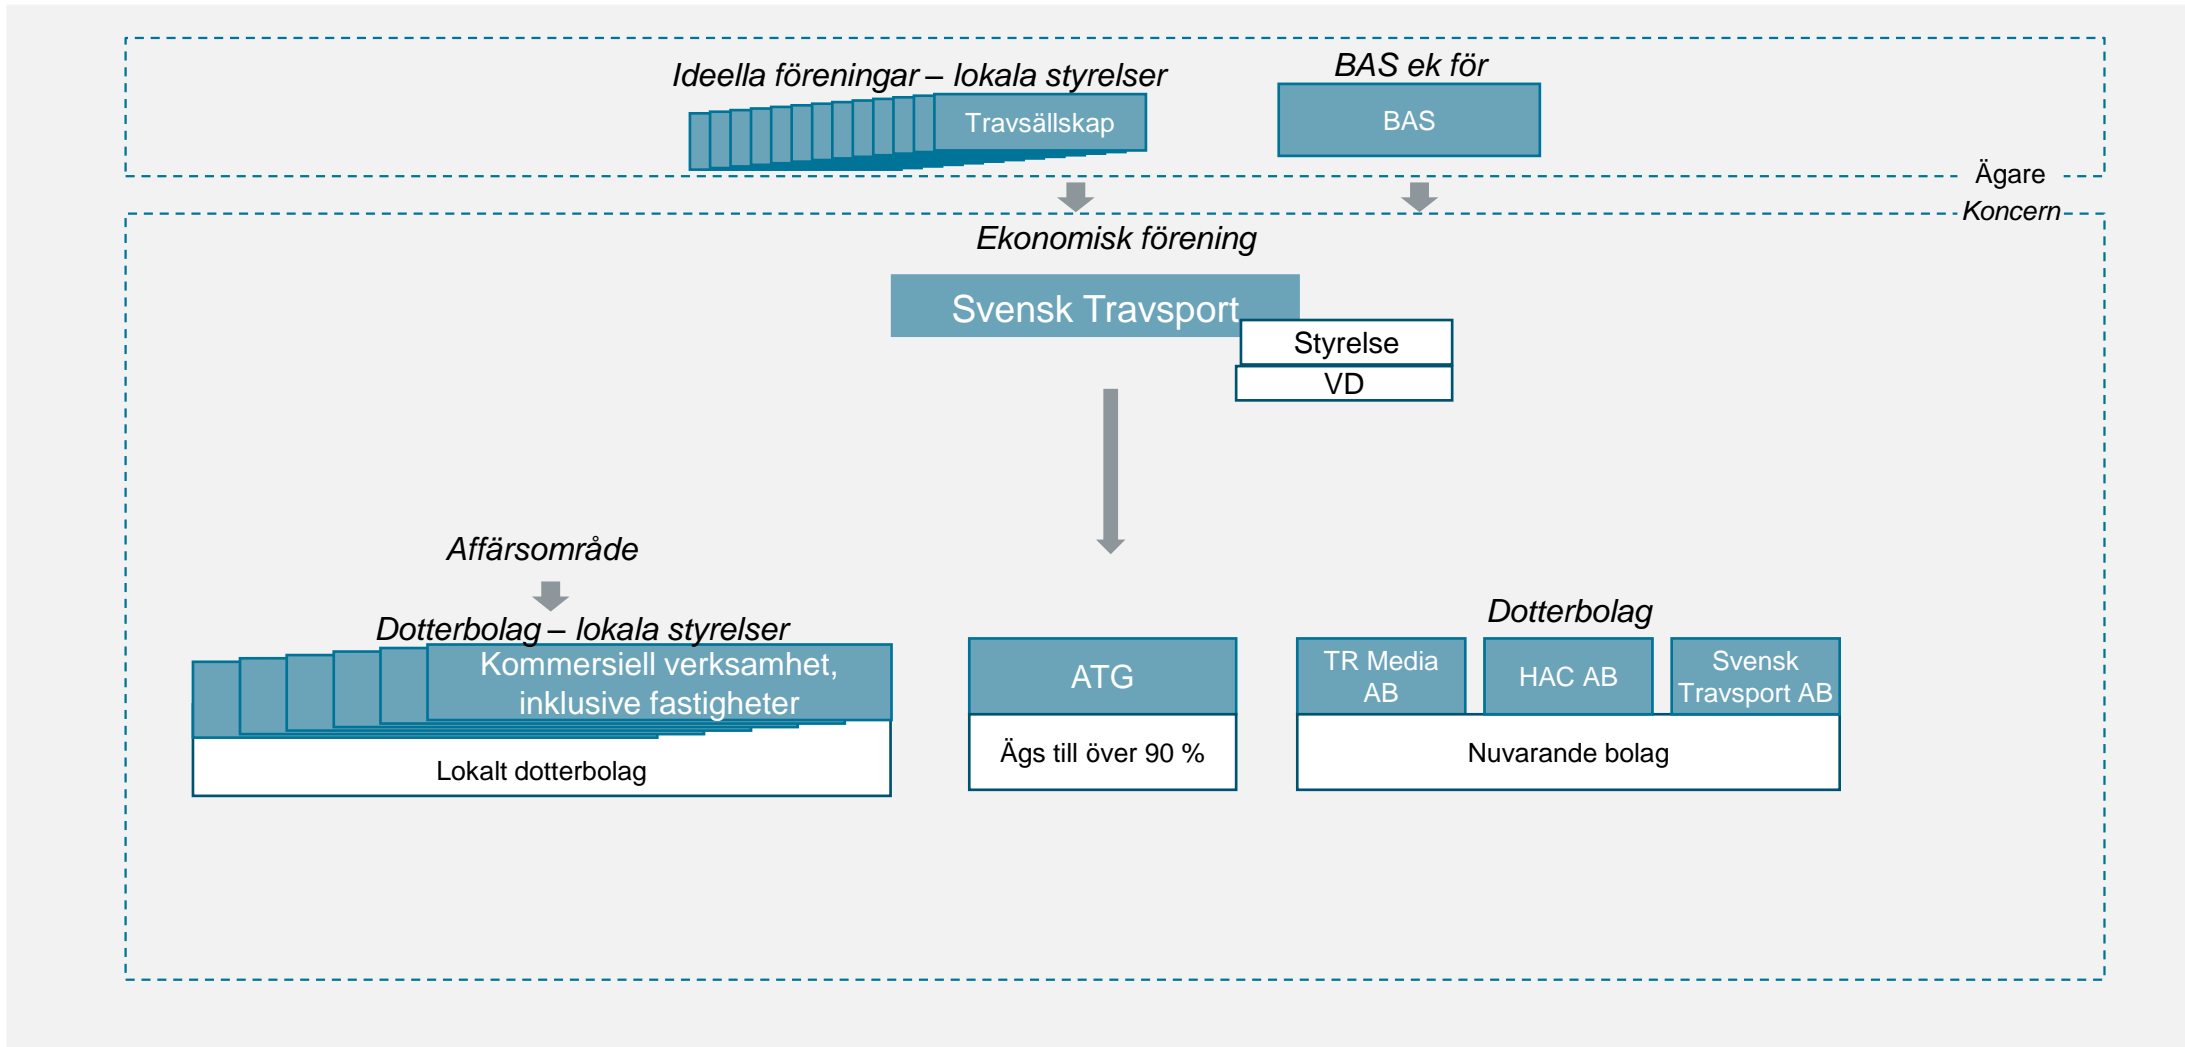 Ideella föreningar – lokala styrelser
BAS ek för
Travsällskap
BAS
Ägare
Koncern
Ekonomisk förening
Svensk Travsport
Styrelse
VD
Affärsområde
Dotterbolag – lokala styrelser
Kommersiell verksamhet,
inklusive fastigheter
Lokalt dotterbolag
ATG
Ägs till över 90 %
Dotterbolag
TR Media
AB
HAC AB
Svensk
Travsport AB
Nuvarande bolag